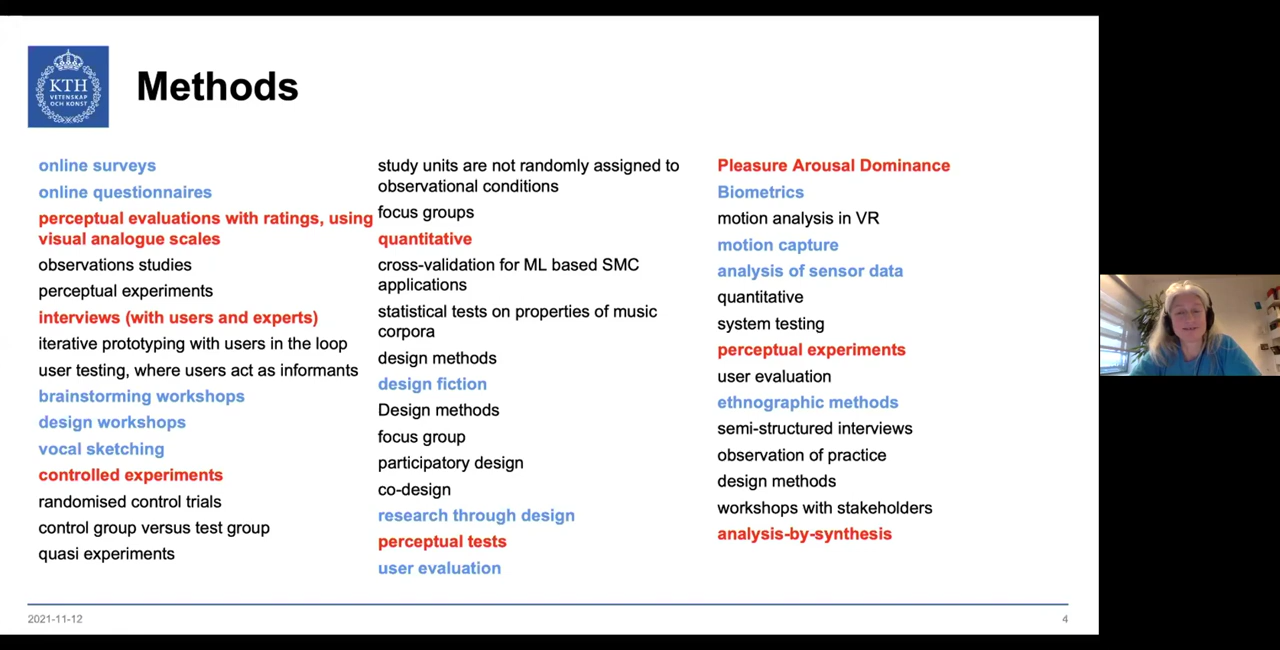 KTH
VETENSKAP
OCH KONST
Methods
online surveys
online questionnaires
perceptual evaluations with ratings, using
visual analogue scales
observations studies
perceptual experiments
interviews (with users and experts)
iterative prototyping with users in the loop
user testing, where users act as informants
brainstorming workshops
design workshops
vocal sketching
controlled experiments
randomised control trials
control group versus test group
quasi experiments
study units are not randomly assigned to
observational conditions
focus groups
quantitative
cross-validation for ML based SMC
applications
statistical tests on properties of music
corpora
design methods
design fiction
Design methods
focus group
participatory design
co-design
research through design
perceptual tests
user evaluation
Pleasure Arousal Dominance
Biometrics
motion analysis in VR
motion capture
analysis of sensor data
quantitative
system testing
perceptual experiments
user evaluation
ethnographic methods
semi-structured interviews
observation of practice
design methods
workshops with stakeholders
analysis-by-synthesis
2021-11-12
4